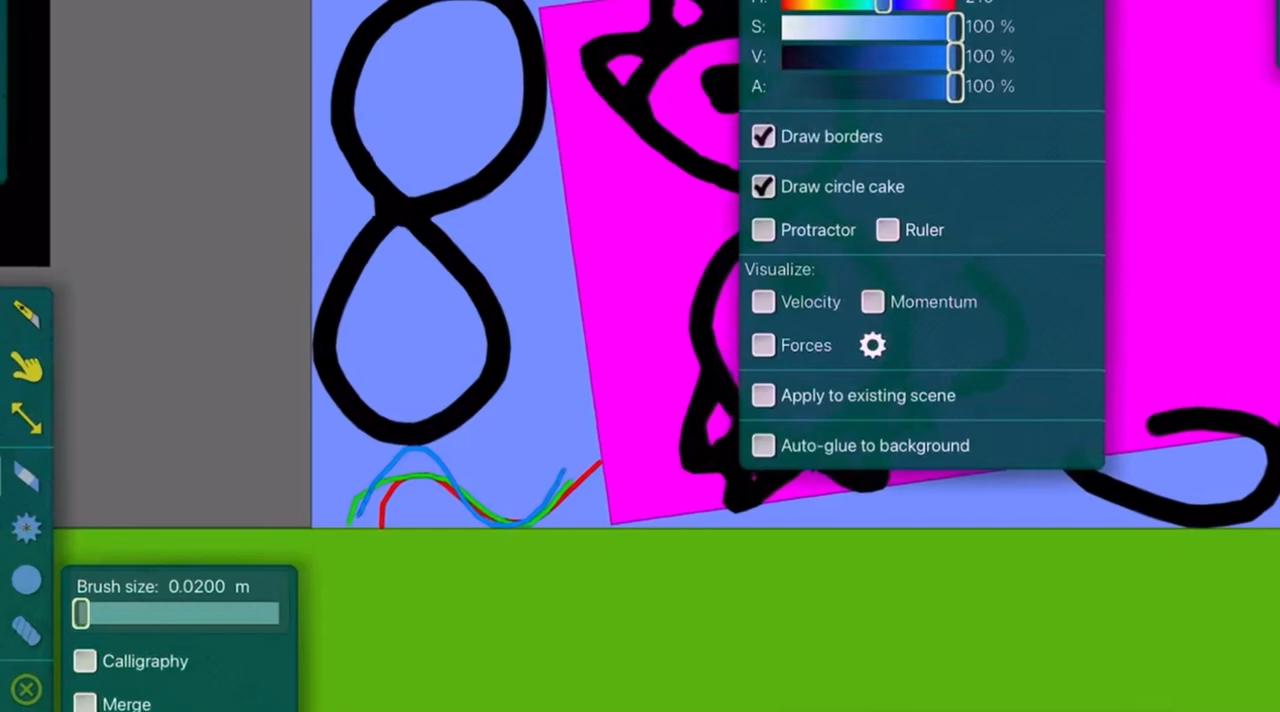 S: 100 %
V: 100 %
A: 100 %
Draw borders
Draw circle cake
Protractor Ruler
Visualize:
Velocity Momentum
Forces
Apply to existing scene
Auto-glue to background
Brush size: 0.0200 m
Calligraphy
Merge
8